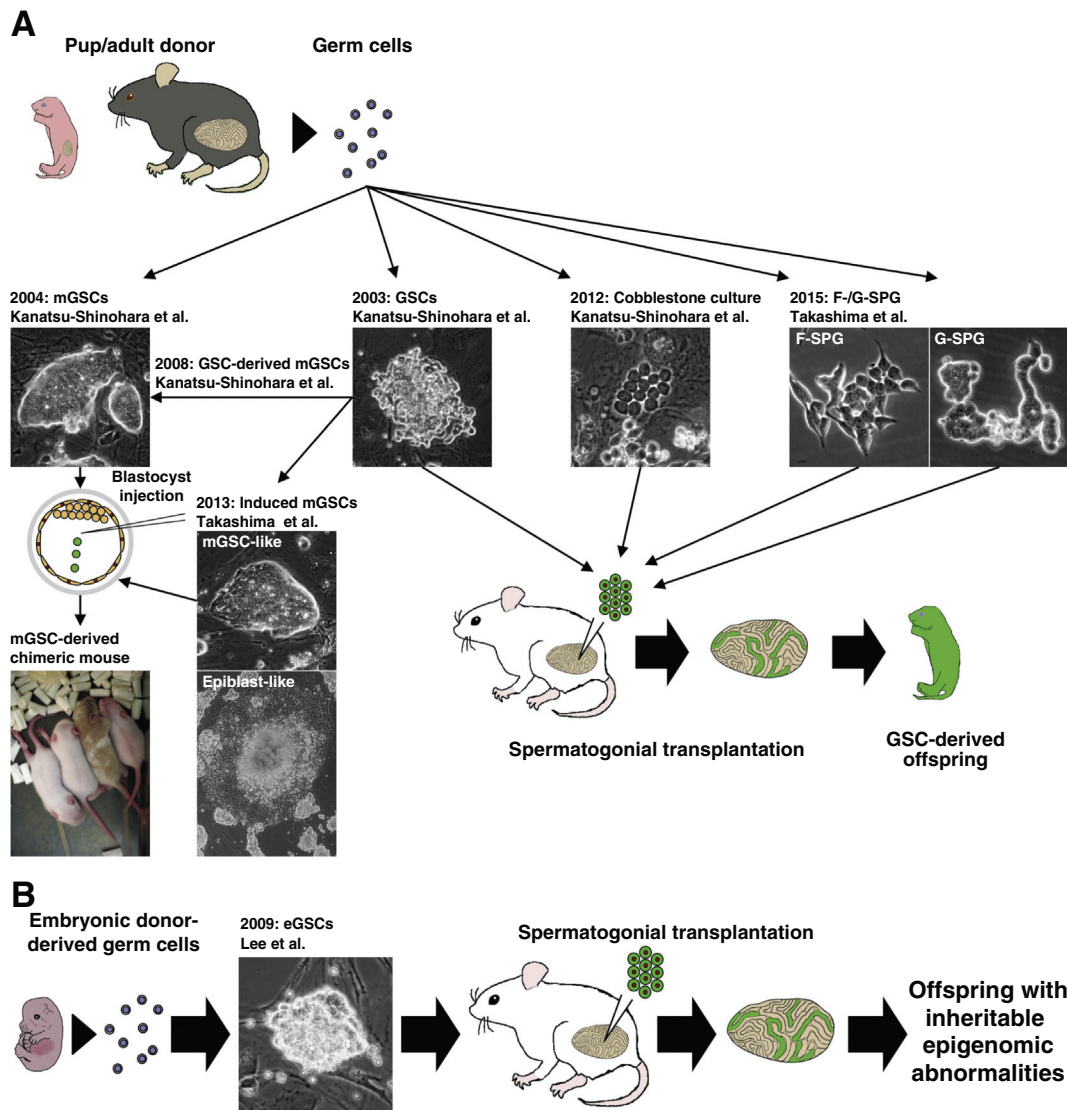 A
Pup/adult donor
Germ cells
2004: mGSCs
Kanatsu-Shinohara et al.
2008: GSC-derived mGSCs
Kanatsu-Shinohara et al.
2003: GSCs
Kanatsu-Shinohara et al.
2012: Cobblestone culture
Kanatsu-Shinohara et al.
2015: F-/G-SPG
Takashima et al.
F-SPG
G-SPG
Blastocyst
injection
2013: Induced mGSCs
Takashima et al.
mGSC-like
Epiblast-like
mGSC-derived
chimeric mouse
Spermatogonial transplantation
GSC-derived
offspring
B
Embryonic donor-
derived germ cells
2009: eGSCs
Lee et al.
Spermatogonial transplantation
Offspring with
inheritable
epigenomic
abnormalities